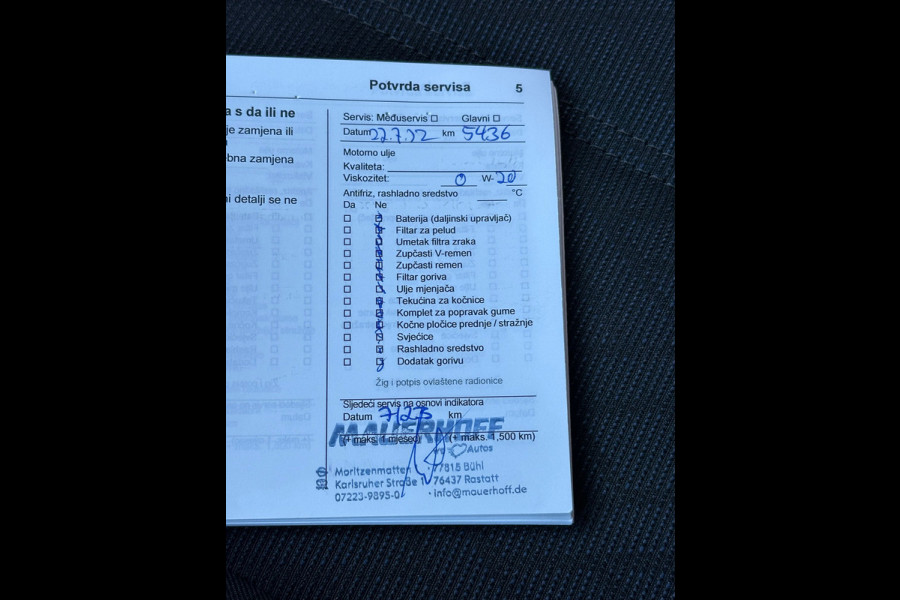 Potvrda servisa 5
a s da ili ne
je zamjena ili
bna zamjena
ni detalji se ne
Servis: Međuservis □ Glavni □
Datum 22.7.22 km 5436
Motorno ulje
Kvaliteta:
Viskozitet: 0 W- 20
Antifriz, rashladno sredstvo °C
Da Ne
Baterija (daljinski upravljač)
Filtar za pelud
Umetak filtra zraka
Zupčasti V-remen
Zupčasti remen
Filtar goriva
Ulje mjenjača
Tekućina za kočnice
Komplet za popravak gume
Kočne pločice prednje / stražnje
Svjećice
Rashladno sredstvo
Dodatak gorivu
Žig i potpis ovlaštene radionice
Sljedeći servis na osnovi indikatora
Datum km
MAUERHOFF
(+ maks. 1 mjesec) (+ maks. 1,500 km)
Autos
Moritzenmatten 77815 Bühl
Karlsruher Straße 76437 Rastatt
07223-9895-0 · info@mauerhoff.de